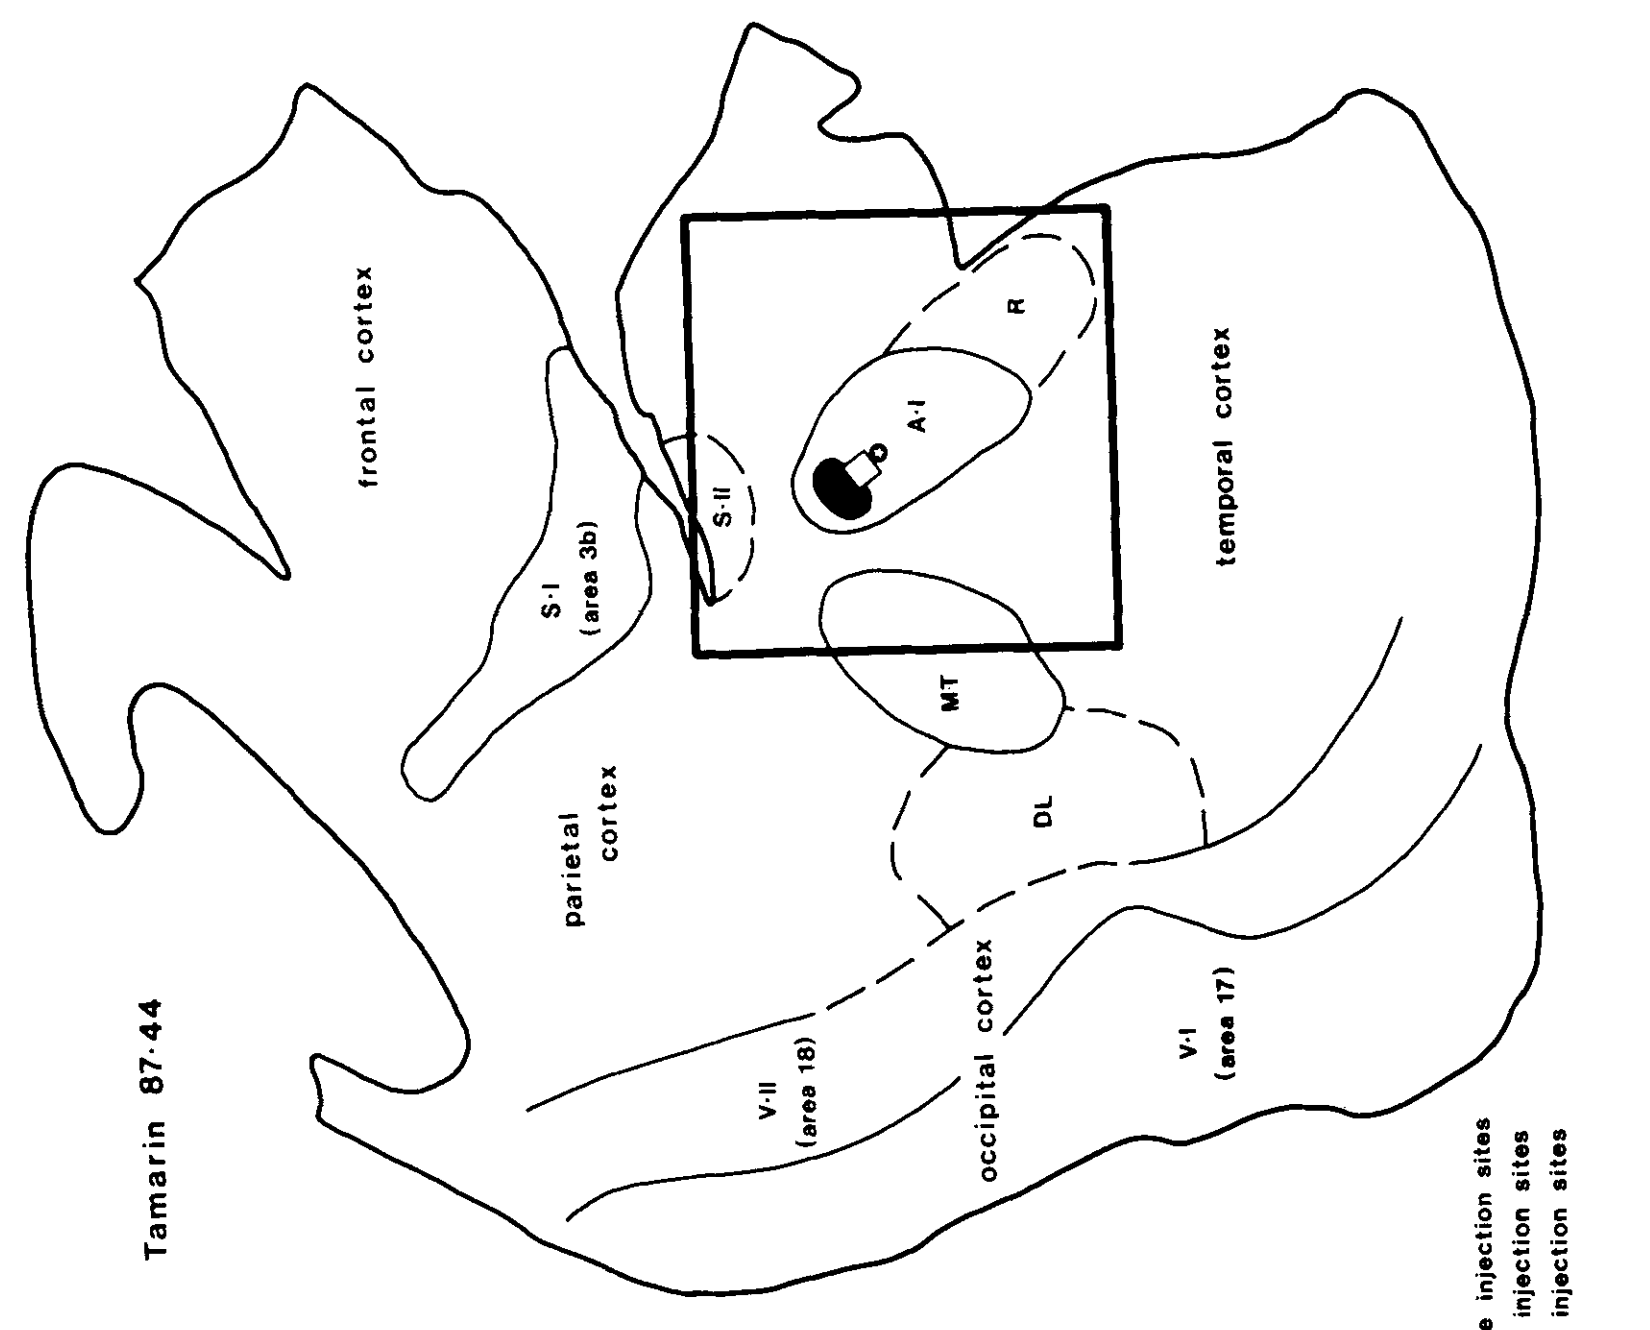 Tamarin 87·44
frontal cortex
S·I
(area 3b)
parietal
cortex
S·II
A·I
R
MT
DL
temporal cortex
V·II
(area 18)
occipital cortex
V·I
(area 17)
injection sites
injection sites
injection sites